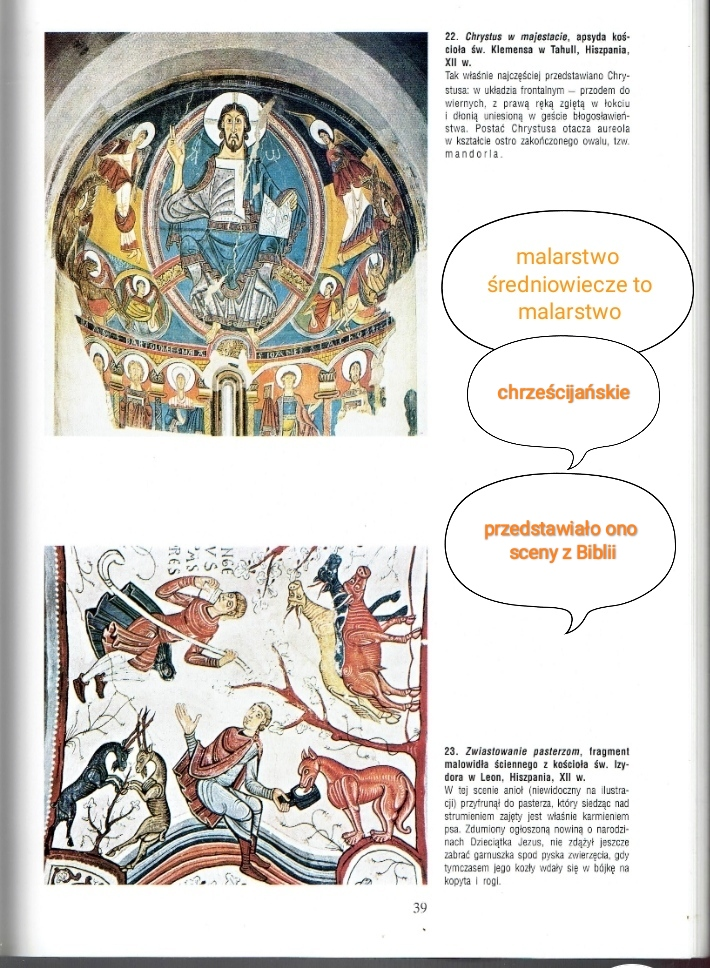 22. Chrystus w majestacie, apsyda koś-
cioła św. Klemensa w Tahull, Hiszpania,
XII w.
Tak właśnie najczęściej przedstawiano Chry-
stusa: w układzia frontalnym — przodem do
wiernych, z prawą ręką zgiętą w łokciu
i dłonią uniesioną w geście błogosławień-
stwa. Postać Chrystusa otacza aureola
w kształcie ostro zakończonego owalu, tzw.
mandorla.
malarstwo
średniowiecze to
malarstwo
chrześcijańskie
przedstawiało ono
sceny z Biblii
23. Zwiastowanie pasterzom, fragment
malowidła ściennego z kościoła św. Izy-
dora w Leon, Hiszpania, XII w.
W tej scenie anioł (niewidoczny na ilustra-
cji) przyfrunął do pasterza, który siedząc nad
strumieniem zajęty jest właśnie karmieniem
psa. Zdumiony ogłoszoną nowiną o narodzi-
nach Dzieciątka Jezus, nie zdążył jeszcze
zabrać garnuszka spod pyska zwierzęcia, gdy
tymczasem jego kozły wdały się w bójkę na
kopyta i rogi.
39